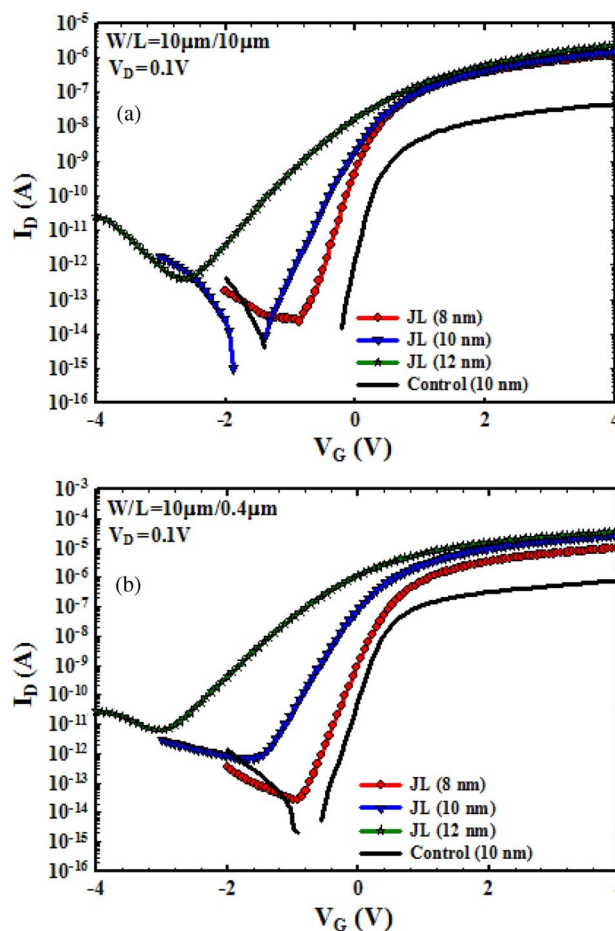 10⁻⁵
W/L=10μm/10μm
V_D=0.1V
10⁻⁶
(a)
10⁻⁷
10⁻⁸
10⁻⁹
10⁻¹⁰
10⁻¹¹
10⁻¹²
10⁻¹³
10⁻¹⁴
10⁻¹⁵
10⁻¹⁶
I_D (A)
JL (8 nm)
JL (10 nm)
JL (12 nm)
Control (10 nm)
-4 -2 0 2 4
V_G (V)
10⁻³
W/L=10μm/0.4μm
10⁻⁴
V_D=0.1V
10⁻⁵
(b)
10⁻⁶
10⁻⁷
10⁻⁸
10⁻⁹
10⁻¹⁰
10⁻¹¹
10⁻¹²
10⁻¹³
10⁻¹⁴
10⁻¹⁵
10⁻¹⁶
I_D (A)
JL (8 nm)
JL (10 nm)
JL (12 nm)
Control (10 nm)
-4 -2 0 2 4
V_G (V)